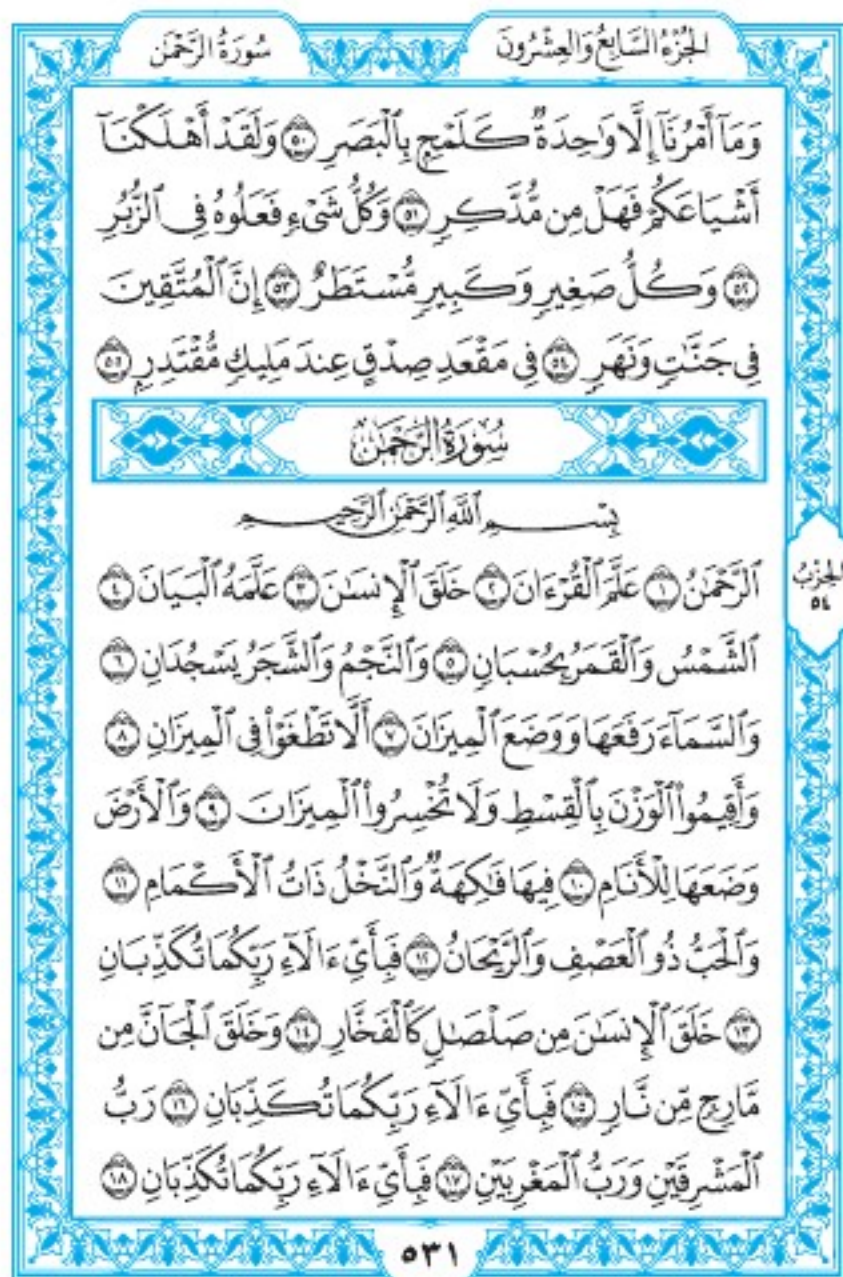 الجُزْءُ السَّابِعُ وَالعِشْرُونَ
سُورَةُ الرَّحْمٰن
وَمَآ أَمْرُنَآ إِلَّا وَٰحِدَةٌ كَلَمْحٍۭ بِٱلْبَصَرِ ٥٠ وَلَقَدْ أَهْلَكْنَآ
أَشْيَاعَكُمْ فَهَلْ مِن مُّدَّكِرٍ ٥١ وَكُلُّ شَىْءٍ فَعَلُوهُ فِى ٱلزُّبُرِ
٥٢ وَكُلُّ صَغِيرٍ وَكَبِيرٍ مُّسْتَطَرٌ ٥٣ إِنَّ ٱلْمُتَّقِينَ
فِى جَنَّٰتٍ وَنَهَرٍ ٥٤ فِى مَقْعَدِ صِدْقٍ عِندَ مَلِيكٍ مُّقْتَدِرٍۭ ٥٥
سُورَةُ الرَّحْمٰن
بِسْمِ ٱللَّهِ ٱلرَّحْمَٰنِ ٱلرَّحِيمِ
ٱلرَّحْمَٰنُ ١ عَلَّمَ ٱلْقُرْءَانَ ٢ خَلَقَ ٱلْإِنسَٰنَ ٣ عَلَّمَهُ ٱلْبَيَانَ ٤
ٱلشَّمْسُ وَٱلْقَمَرُ بِحُسْبَانٍ ٥ وَٱلنَّجْمُ وَٱلشَّجَرُ يَسْجُدَانِ ٦
وَٱلسَّمَآءَ رَفَعَهَا وَوَضَعَ ٱلْمِيزَانَ ٧ أَلَّا تَطْغَوْا۟ فِى ٱلْمِيزَانِ ٨
وَأَقِيمُوا۟ ٱلْوَزْنَ بِٱلْقِسْطِ وَلَا تُخْسِرُوا۟ ٱلْمِيزَانَ ٩ وَٱلْأَرْضَ
وَضَعَهَا لِلْأَنَامِ ١٠ فِيهَا فَٰكِهَةٌ وَٱلنَّخْلُ ذَاتُ ٱلْأَكْمَامِ ١١
وَٱلْحَبُّ ذُو ٱلْعَصْفِ وَٱلرَّيْحَانُ ١٢ فَبِأَىِّ ءَالَآءِ رَبِّكُمَا تُكَذِّبَانِ
١٣ خَلَقَ ٱلْإِنسَٰنَ مِن صَلْصَٰلٍ كَٱلْفَخَّارِ ١٤ وَخَلَقَ ٱلْجَآنَّ مِن
مَّارِجٍ مِّن نَّارٍ ١٥ فَبِأَىِّ ءَالَآءِ رَبِّكُمَا تُكَذِّبَانِ ١٦ رَبُّ
ٱلْمَشْرِقَيْنِ وَرَبُّ ٱلْمَغْرِبَيْنِ ١٧ فَبِأَىِّ ءَالَآءِ رَبِّكُمَا تُكَذِّبَانِ ١٨
الحِزْبُ
٥٤
٥٣١